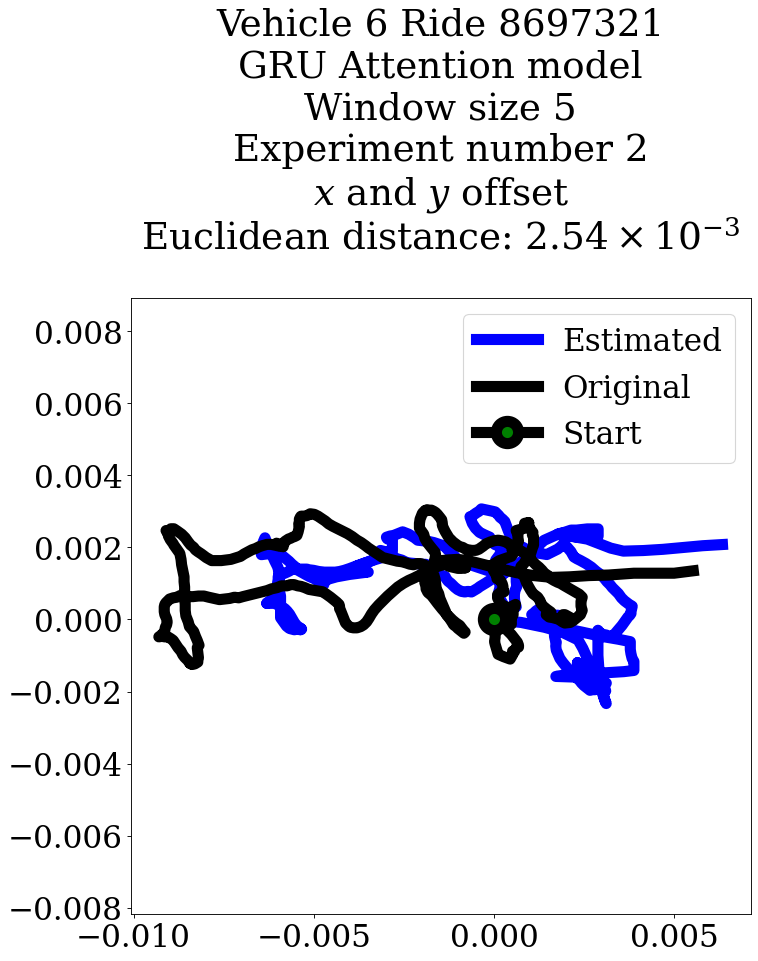 Vehicle 6 Ride 8697321
GRU Attention model
Window size 5
Experiment number 2
x and y offset
Euclidean distance: 2.54 × 10⁻³
Estimated
Original
Start
0.008
0.006
0.004
0.002
0.000
−0.002
−0.004
−0.006
−0.008
−0.010 −0.005 0.000 0.005